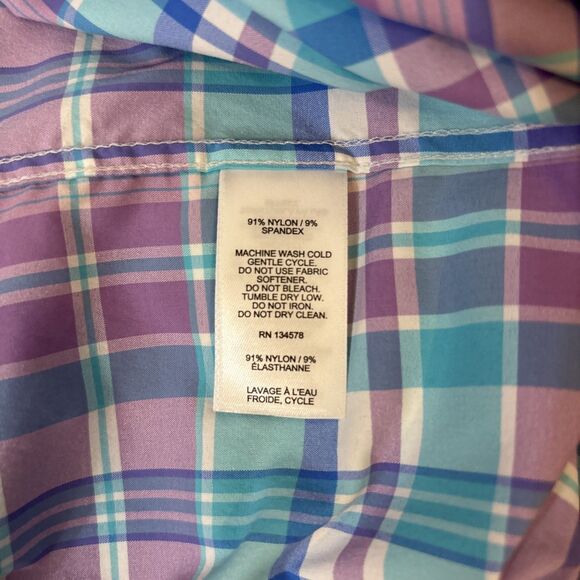 91% NYLON / 9%
SPANDEX
MACHINE WASH COLD
GENTLE CYCLE.
DO NOT USE FABRIC
SOFTENER.
DO NOT BLEACH.
TUMBLE DRY LOW.
DO NOT IRON.
DO NOT DRY CLEAN.
RN 134578
91% NYLON / 9%
ÉLASTHANNE
LAVAGE À L'EAU
FROIDE, CYCLE